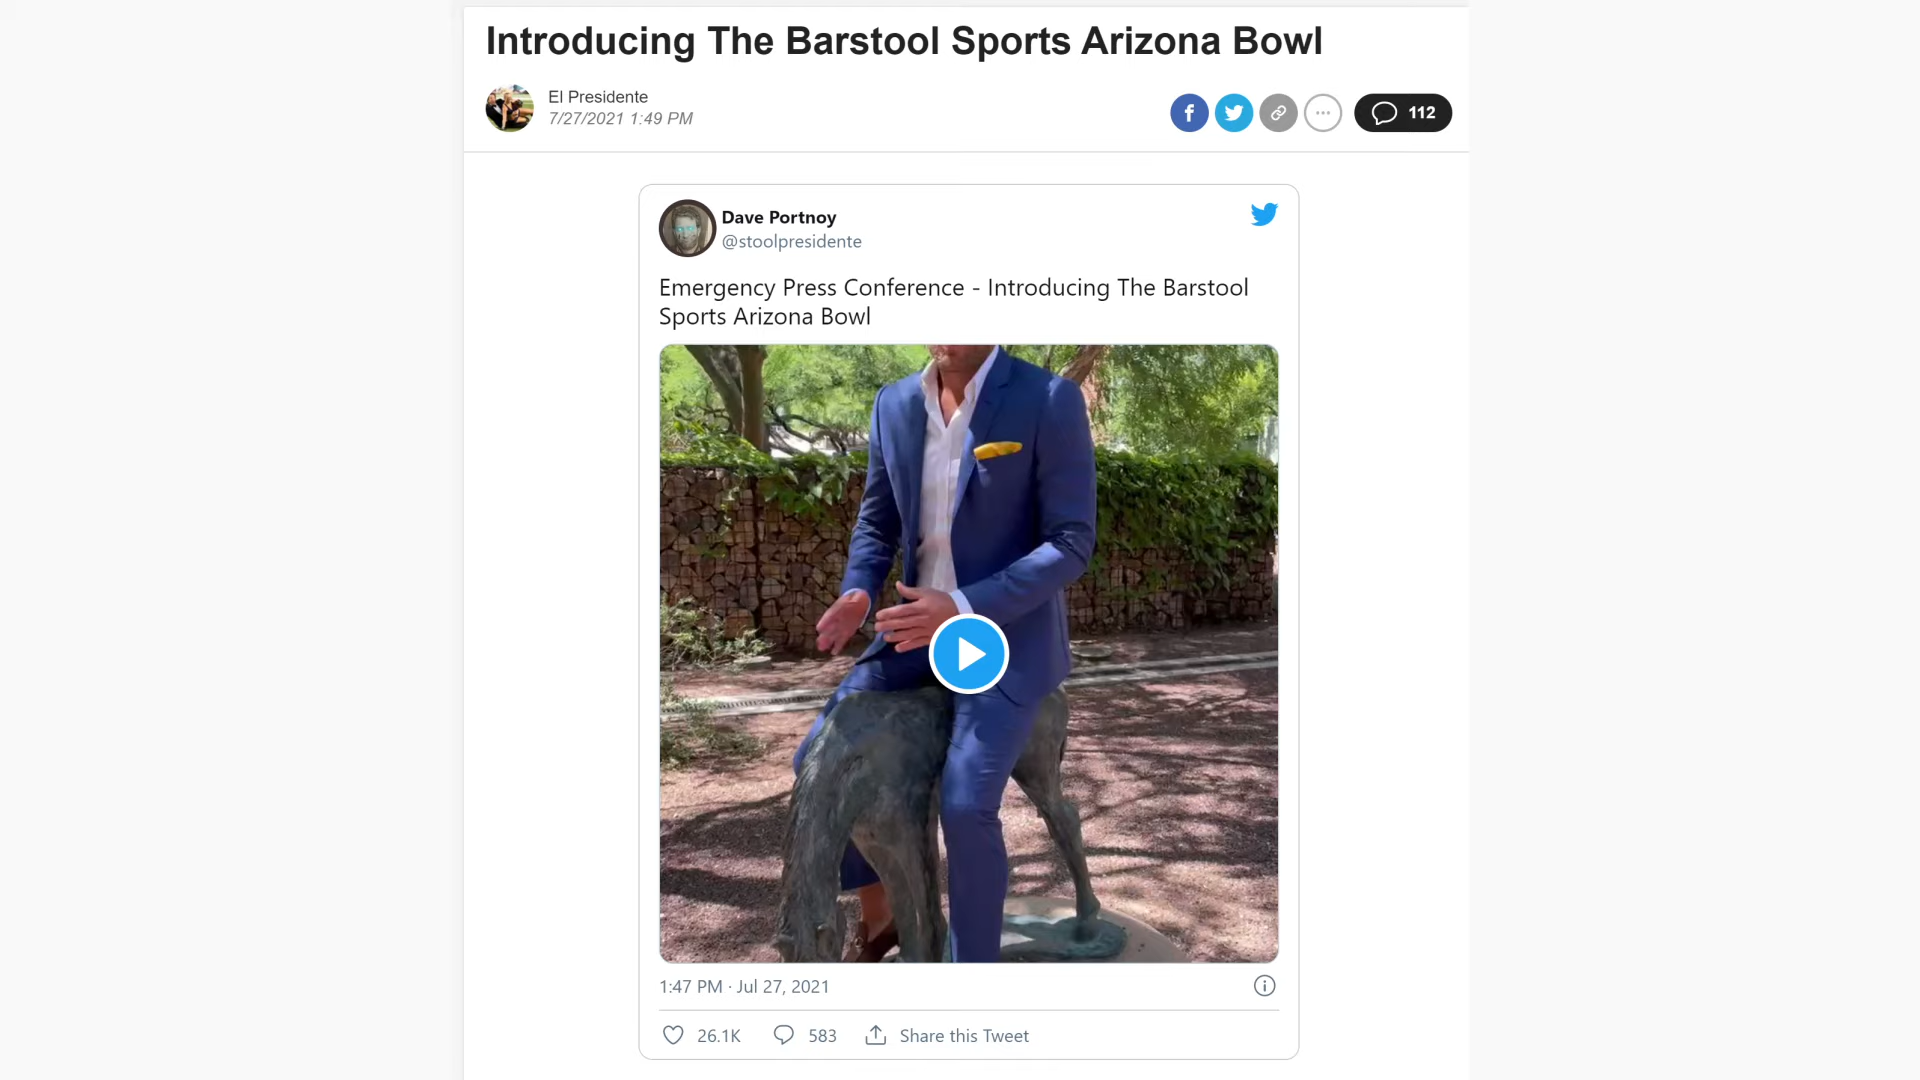 Introducing The Barstool Sports Arizona Bowl
El Presidente
7/27/2021 1:49 PM
112
Dave Portnoy
@stoolpresidente
Emergency Press Conference - Introducing The Barstool
Sports Arizona Bowl
1:47 PM · Jul 27, 2021
26.1K 583 Share this Tweet